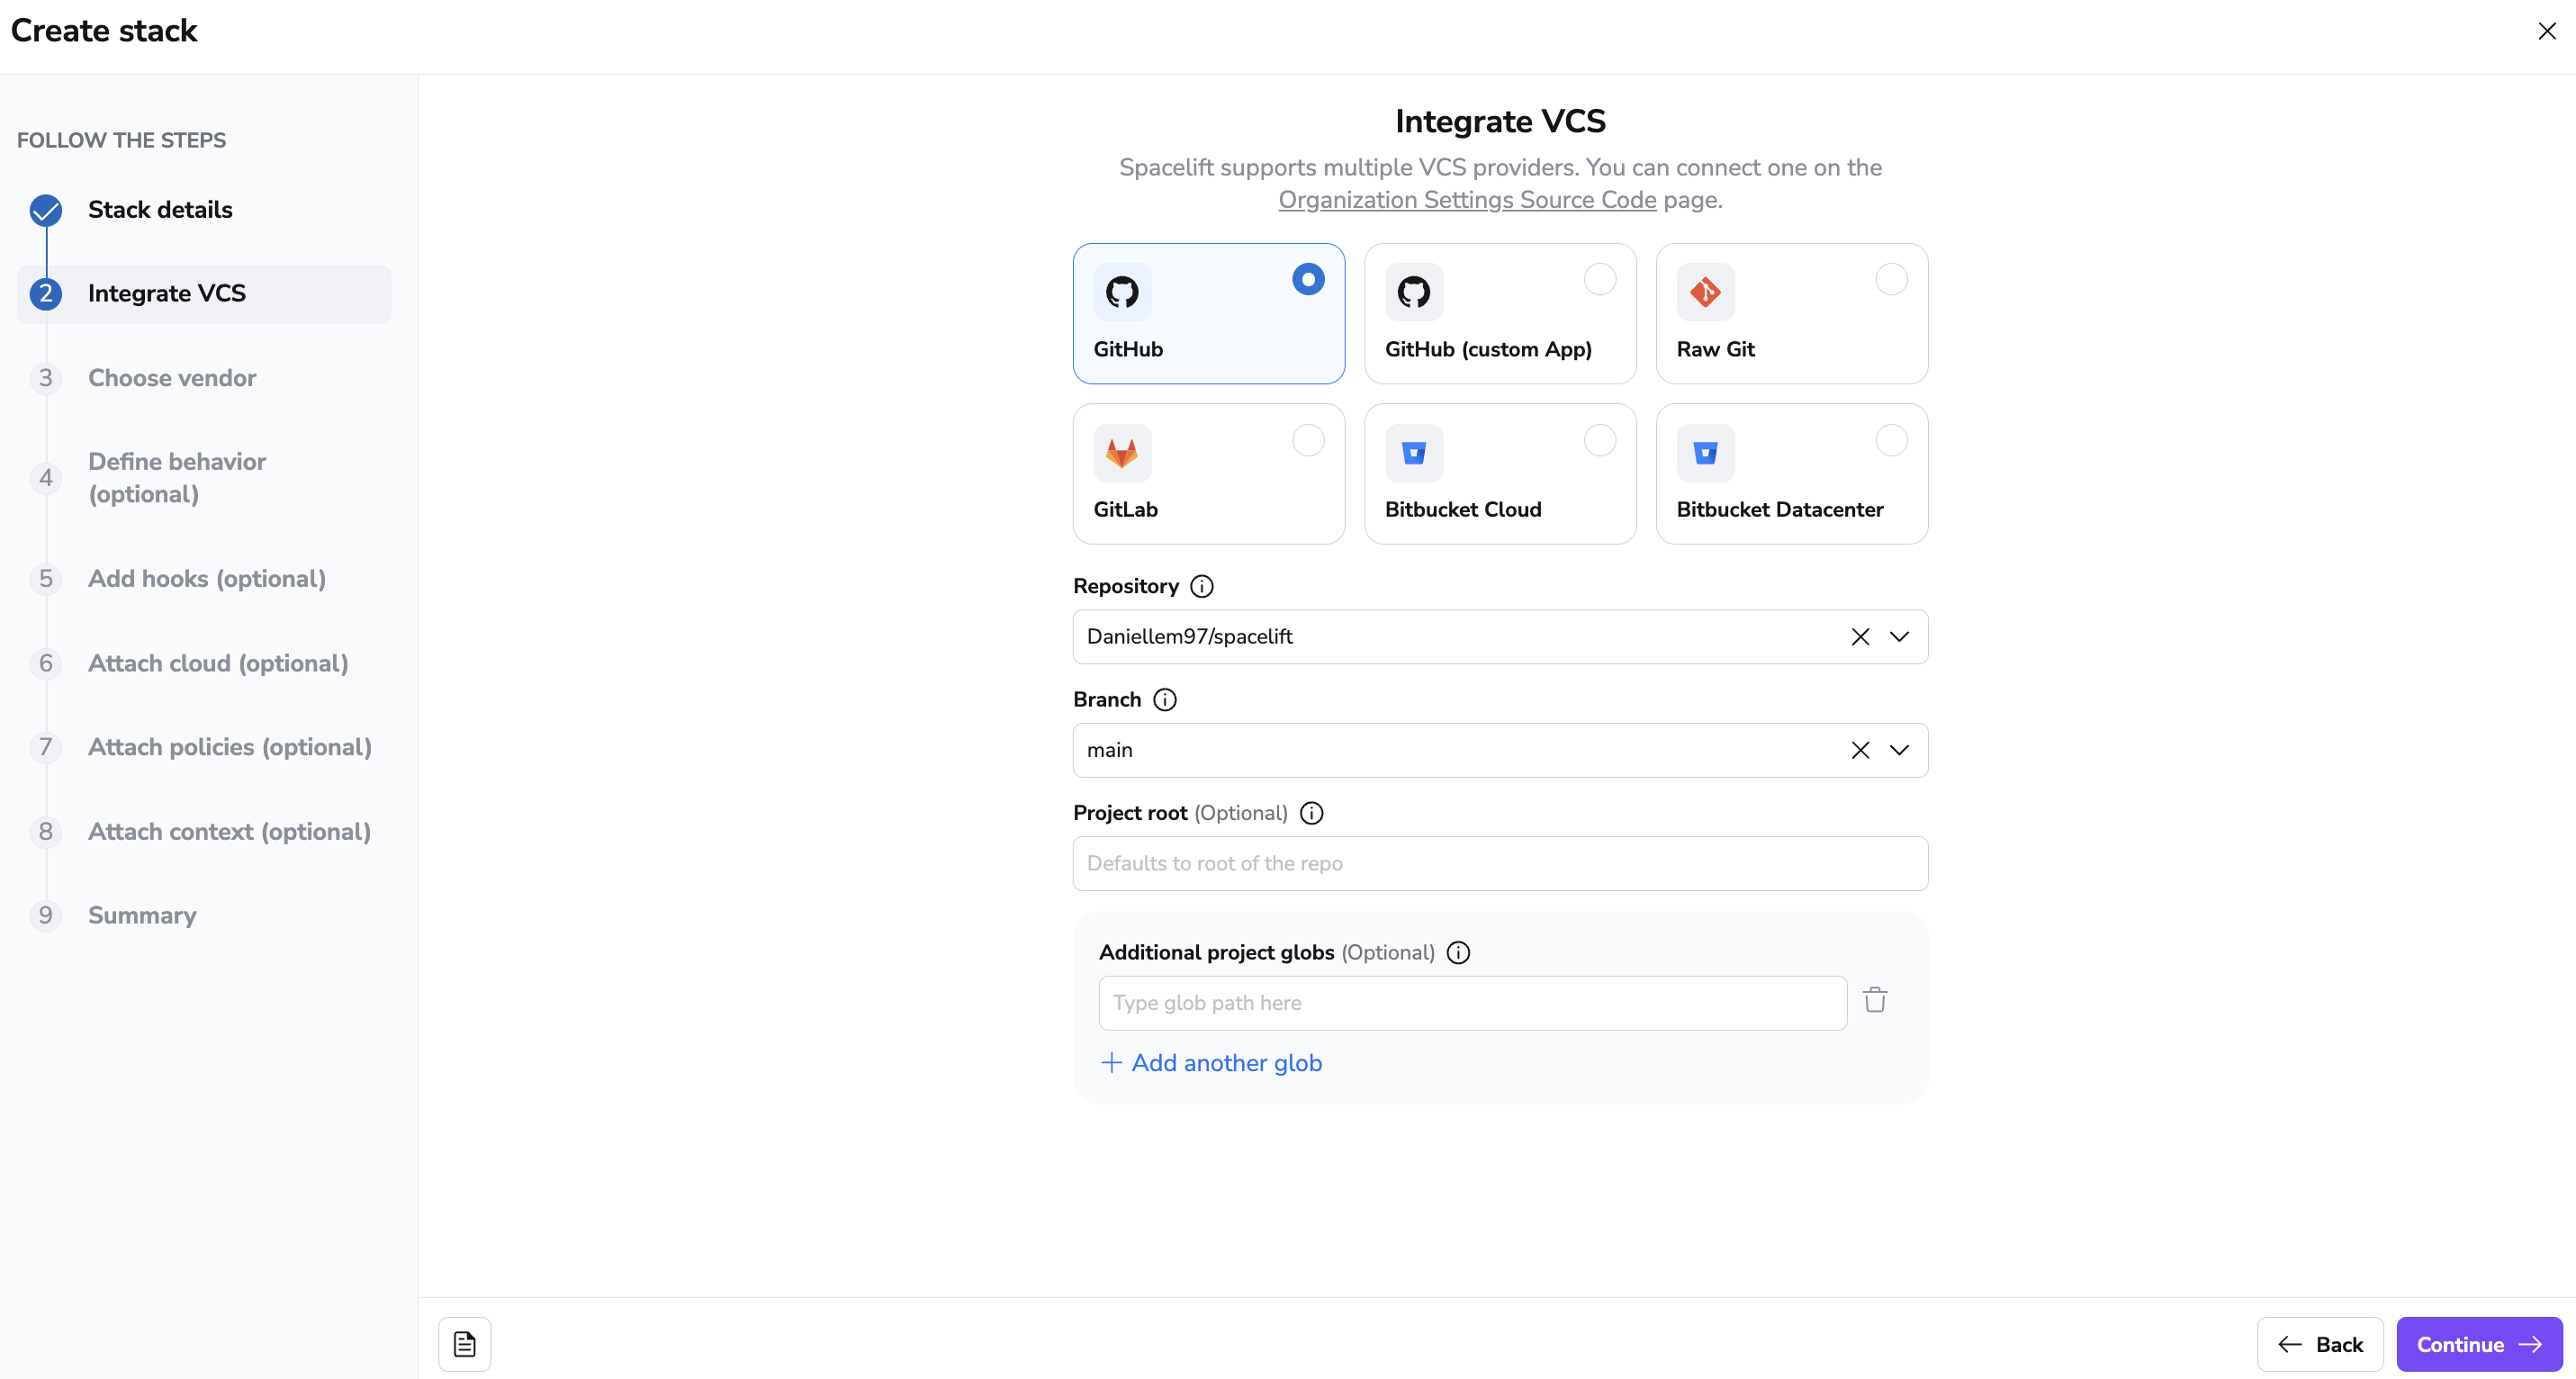 Create stack
FOLLOW THE STEPS
Stack details
2 Integrate VCS
3 Choose vendor
4 Define behavior
(optional)
5 Add hooks (optional)
6 Attach cloud (optional)
7 Attach policies (optional)
8 Attach context (optional)
9 Summary
Integrate VCS
Spacelift supports multiple VCS providers. You can connect one on the
Organization Settings Source Code page.
GitHub
GitHub (custom App)
Raw Git
GitLab
Bitbucket Cloud
Bitbucket Datacenter
Repository
Daniellem97/spacelift
Branch
main
Project root (Optional)
Defaults to root of the repo
Additional project globs (Optional)
Type glob path here
Add another glob
Back
Continue